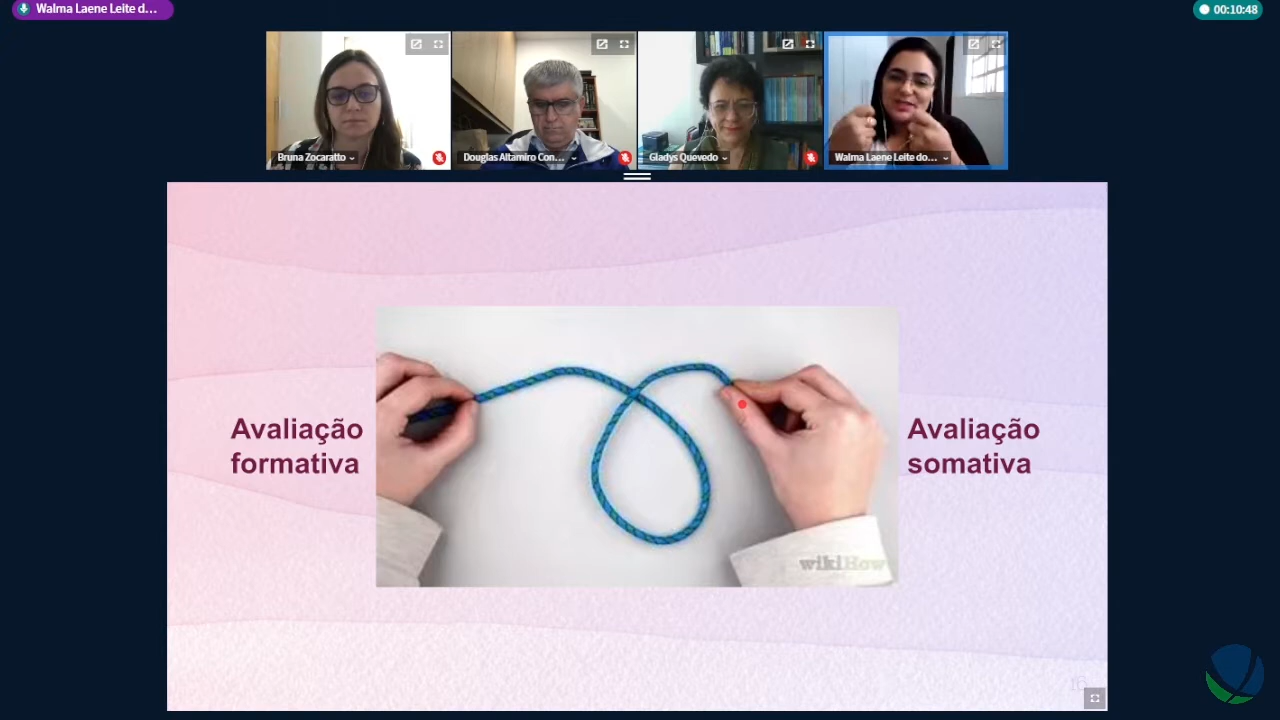 Walma Laene Leite d...
00:10:48
Bruna Zocaratto
Douglas Altamiro Con...
Gladys Quevedo
Walma Laene Leite do...
Avaliação
formativa
Avaliação
somativa
wikiHow
16